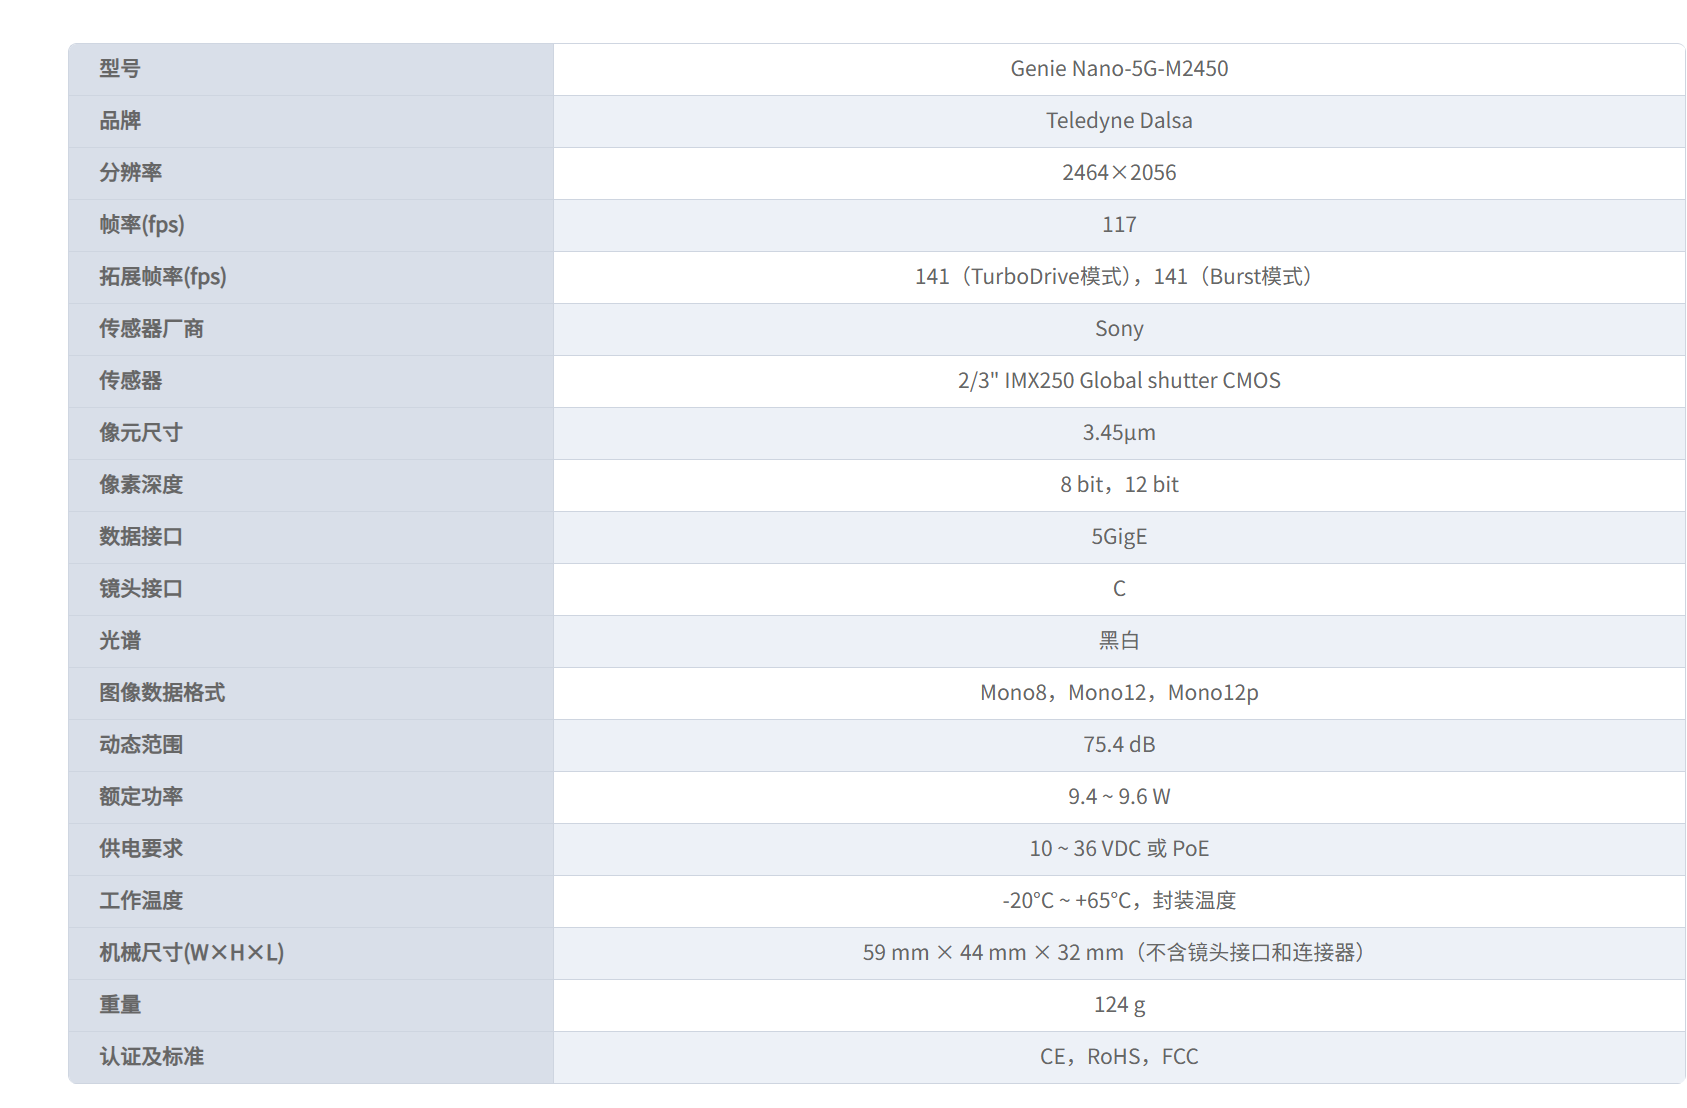 型号 Genie Nano-5G-M2450
品牌 Teledyne Dalsa
分辨率 2464×2056
帧率(fps) 117
拓展帧率(fps) 141（TurboDrive模式），141（Burst模式）
传感器厂商 Sony
传感器 2/3" IMX250 Global shutter CMOS
像元尺寸 3.45μm
像素深度 8 bit，12 bit
数据接口 5GigE
镜头接口 C
光谱 黑白
图像数据格式 Mono8，Mono12，Mono12p
动态范围 75.4 dB
额定功率 9.4 ~ 9.6 W
供电要求 10 ~ 36 VDC 或 PoE
工作温度 -20°C ~ +65°C，封装温度
机械尺寸(W×H×L) 59 mm × 44 mm × 32 mm（不含镜头接口和连接器）
重量 124 g
认证及标准 CE，RoHS，FCC